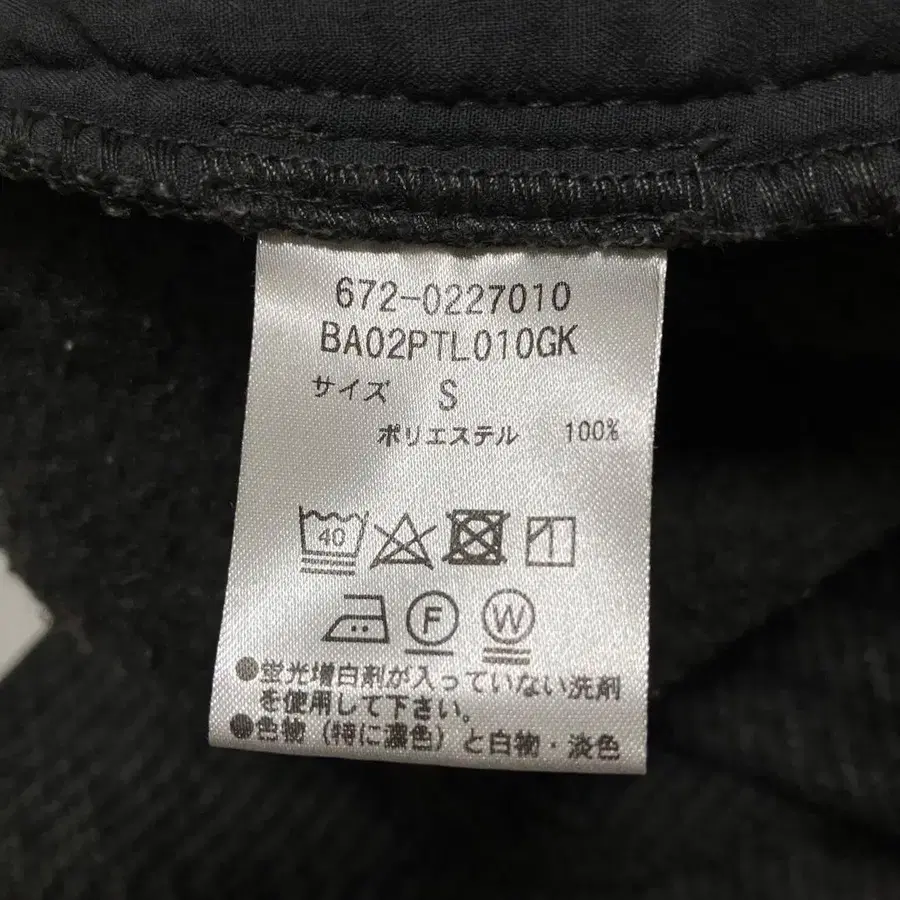 672-0227010
BA02PTL010GK
サイズ S
ポリエステル 100%
40
F W
●蛍光増白剤が入っていない洗剤
を使用して下さい。
●色物（特に濃色）と白物・淡色